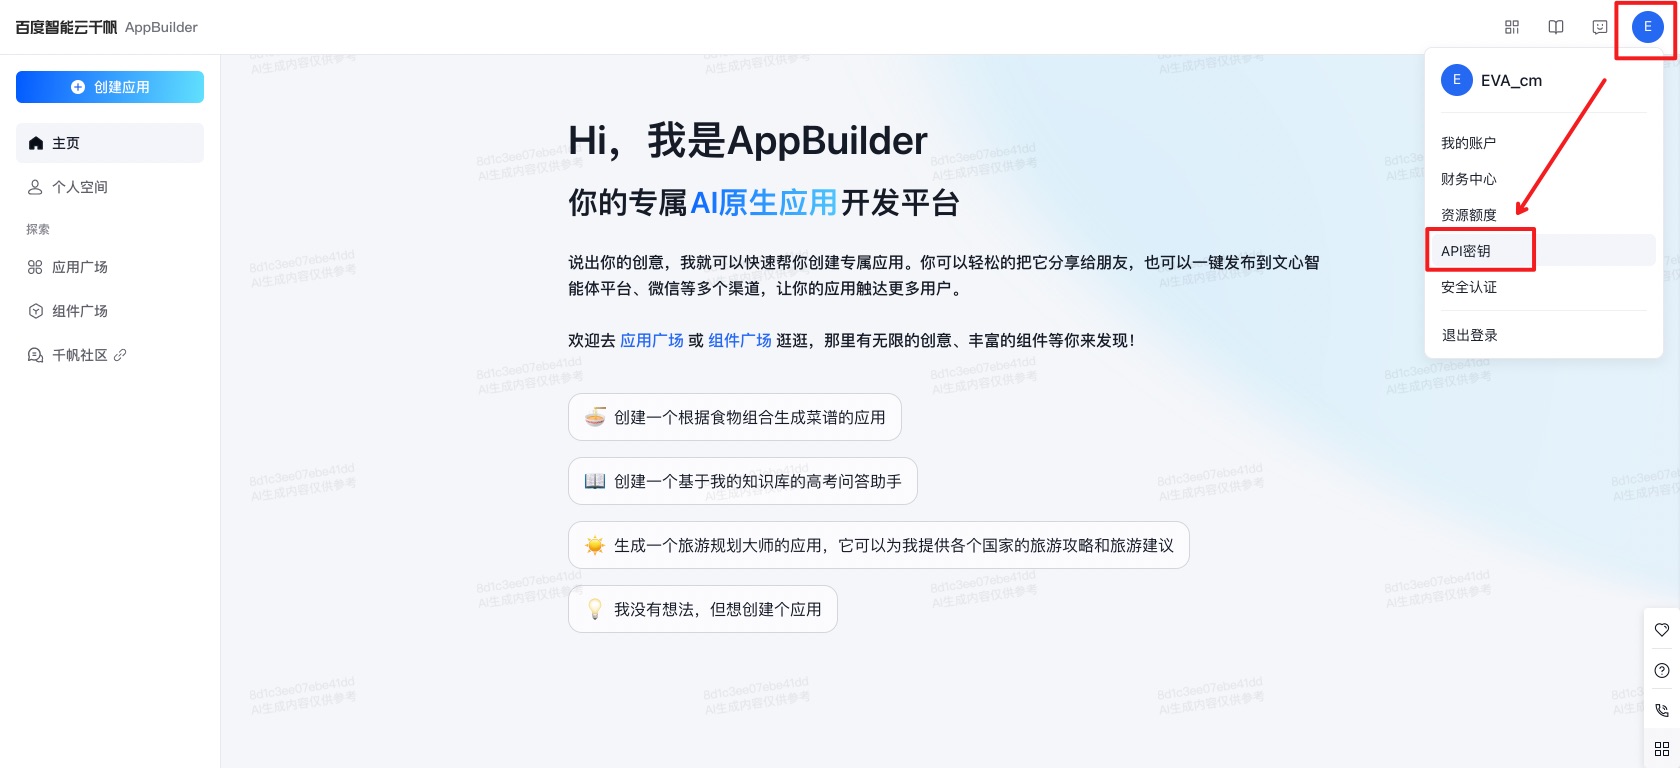 百度智能云千帆 AppBuilder
E
创建应用
主页
个人空间
探索
应用广场
组件广场
千帆社区
Hi，我是AppBuilder
你的专属AI原生应用开发平台
说出你的创意，我就可以快速帮你创建专属应用。你可以轻松的把它分享给朋友，也可以一键发布到文心智
能体平台、微信等多个渠道，让你的应用触达更多用户。
欢迎去 应用广场 或 组件广场 逛逛，那里有无限的创意、丰富的组件等你来发现！
创建一个根据食物组合生成菜谱的应用
创建一个基于我的知识库的高考问答助手
生成一个旅游规划大师的应用，它可以为我提供各个国家的旅游攻略和旅游建议
我没有想法，但想创建个应用
E EVA_cm
我的账户
财务中心
资源额度
API密钥
安全认证
退出登录
8d1c3ee07ebe41dd
AI生成内容仅供参考